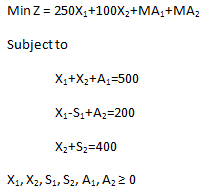 Min Z = 250X₁+100X₂+MA₁+MA₂
Subject to
X₁+X₂+A₁=500
X₁-S₁+A₂=200
X₂+S₂=400
X₁, X₂, S₁, S₂, A₁, A₂ ≥ 0